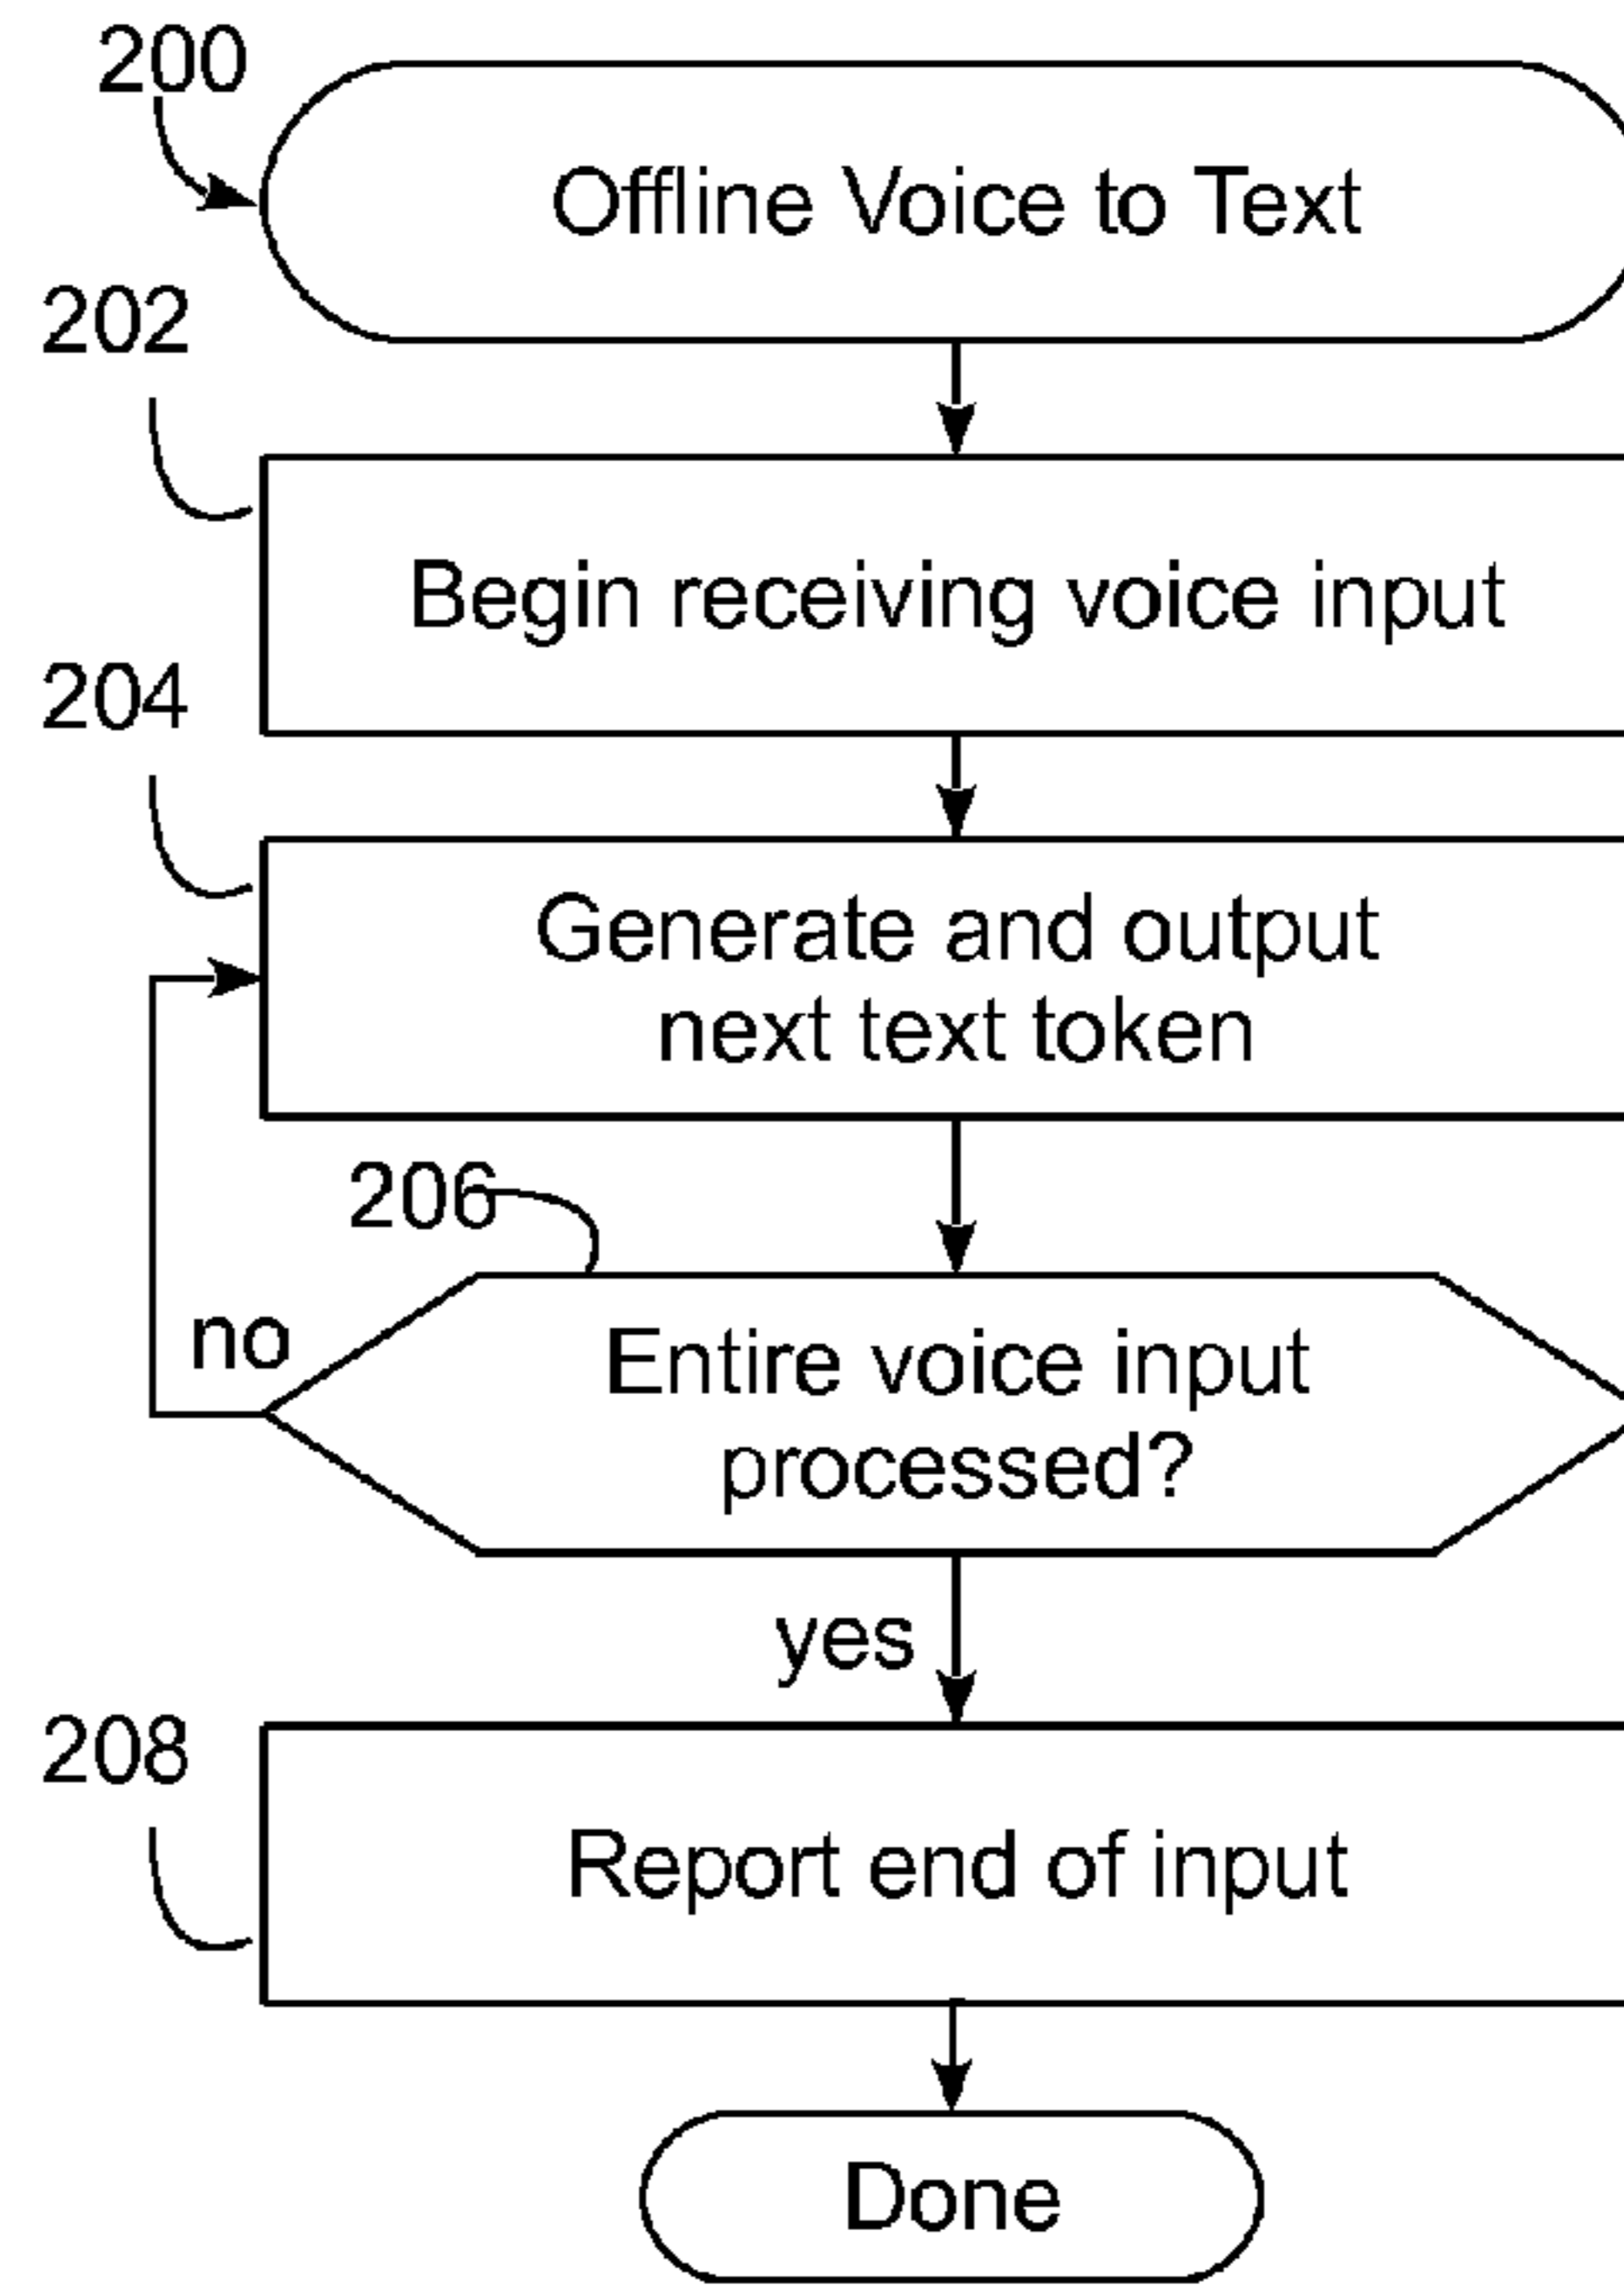 200
Offline Voice to Text
202
Begin receiving voice input
204
Generate and output
next text token
206
no
Entire voice input
processed?
yes
208
Report end of input
Done